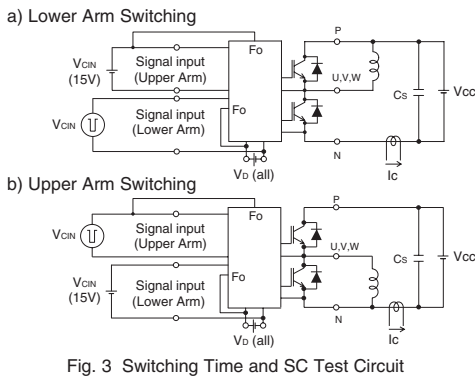 a) Lower Arm Switching
P
Fo
VCIN
(15V)
Signal input
(Upper Arm)
U,V,W
CS
VCC
Signal input
(Lower Arm)
Fo
VCIN
N
VD (all)
Ic
b) Upper Arm Switching
P
Fo
VCIN
Signal input
(Upper Arm)
U,V,W
CS
VCC
VCIN
(15V)
Signal input
(Lower Arm)
Fo
N
VD (all)
Ic
Fig. 3 Switching Time and SC Test Circuit